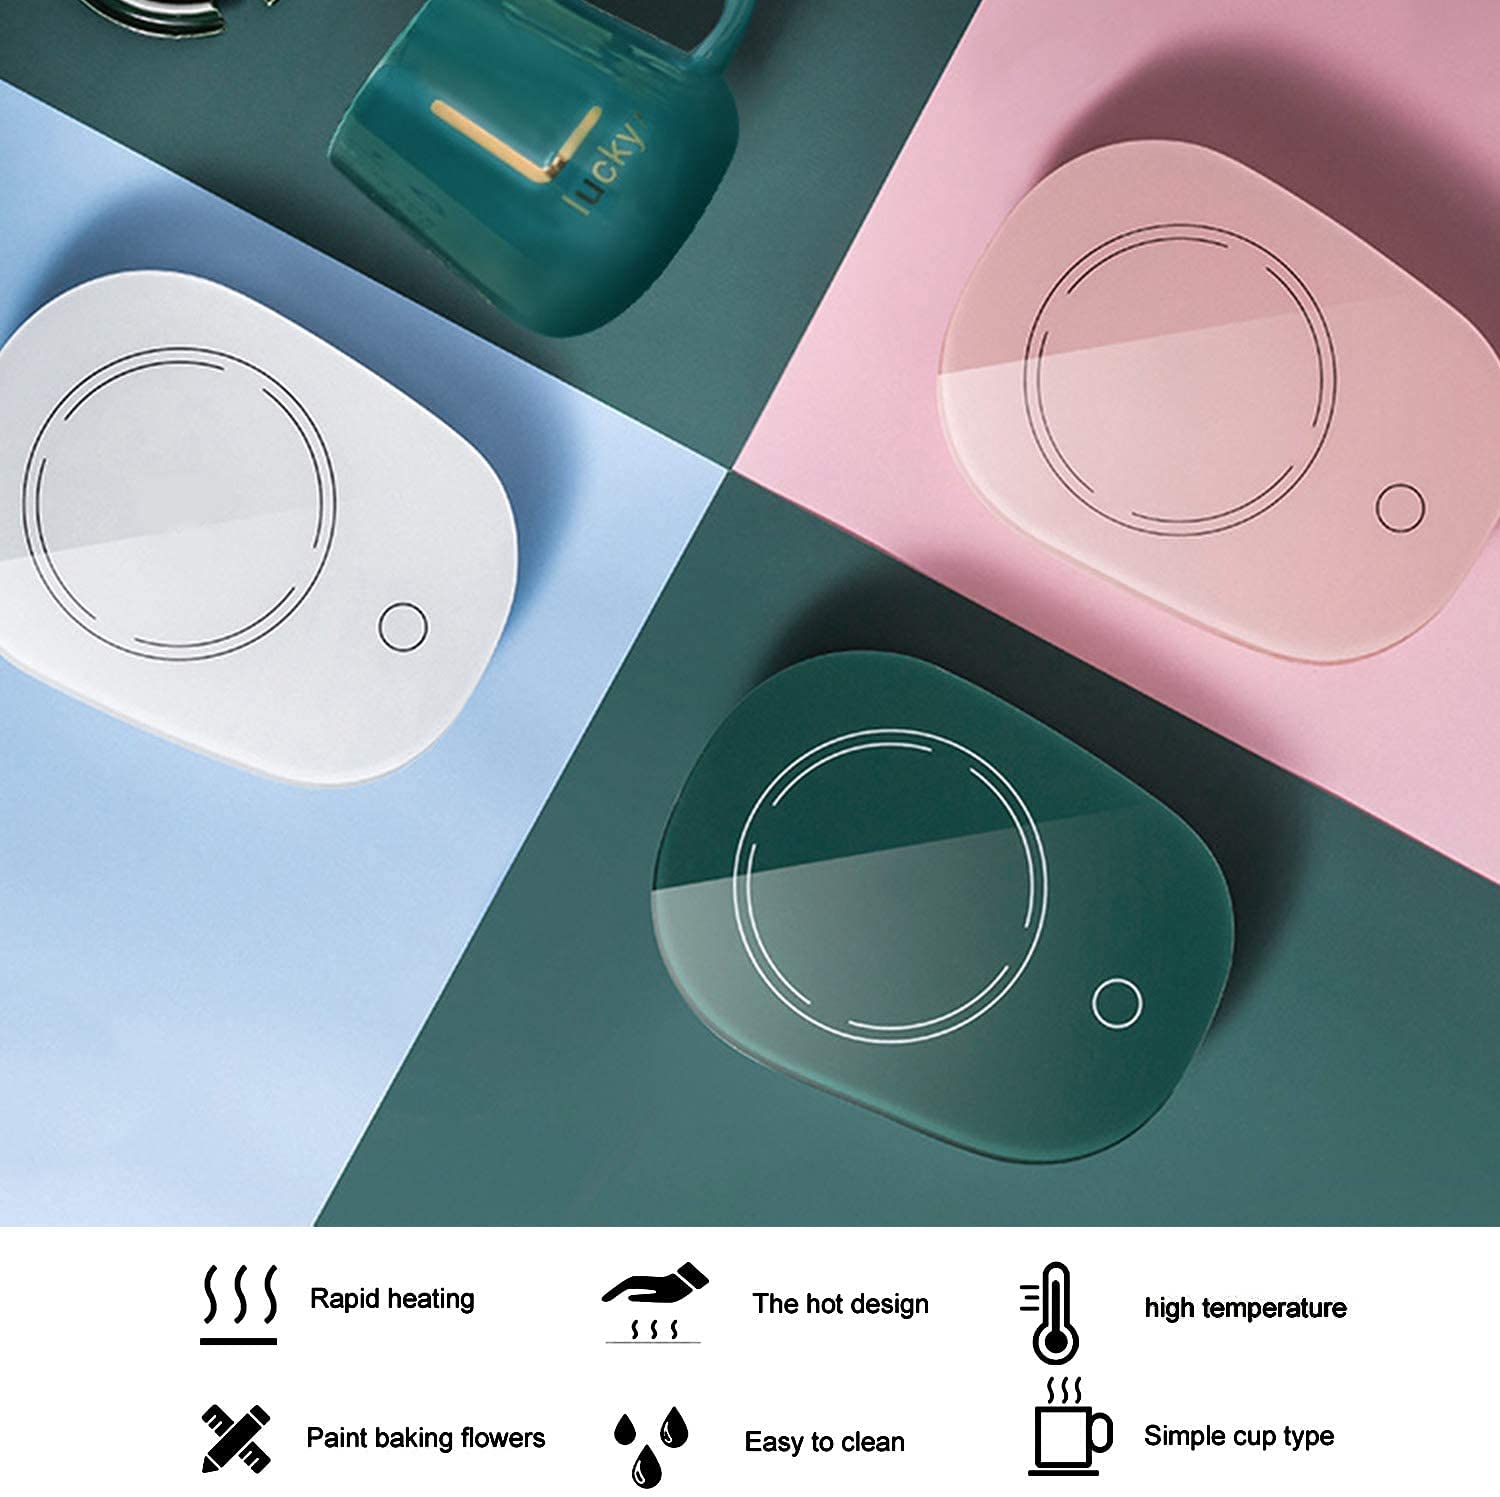 lucky
Rapid heating
The hot design
high temperature
Paint baking flowers
Easy to clean
Simple cup type